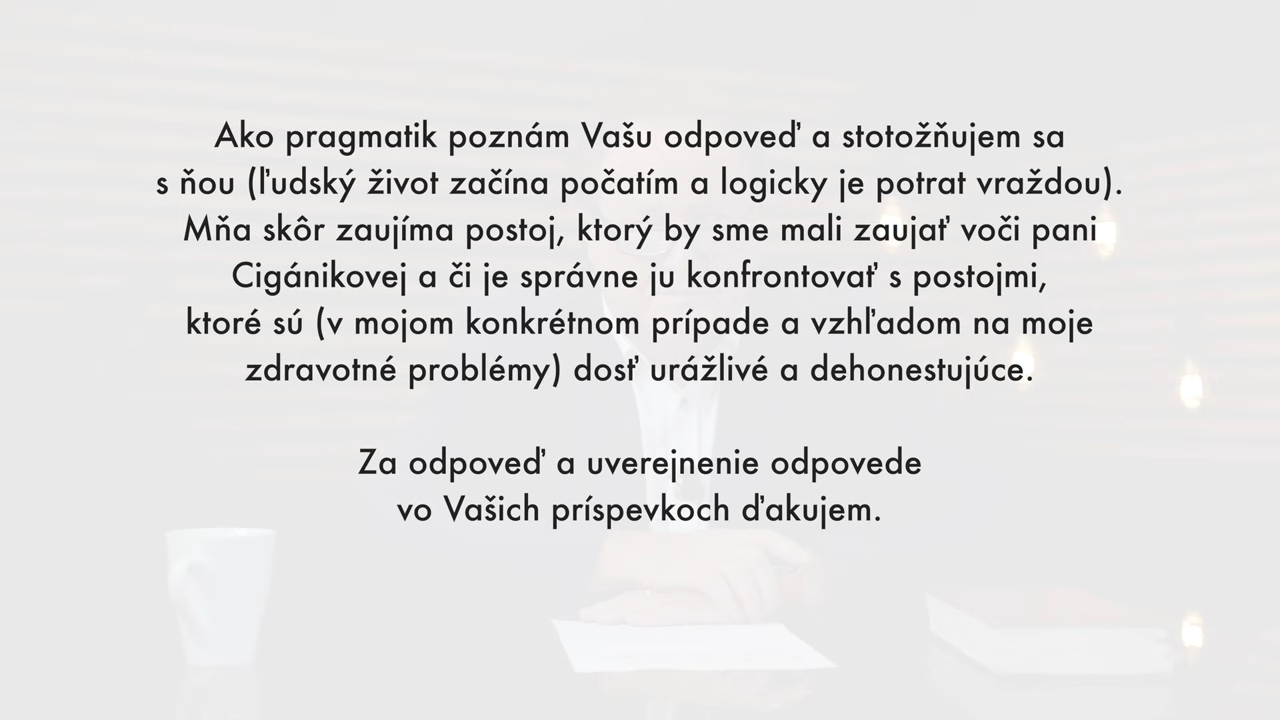 Ako pragmatik poznám Vašu odpoveď a stotožňujem sa
s ňou (ľudský život začína počatím a logicky je potrat vraždou).
Mňa skôr zaujíma postoj, ktorý by sme mali zaujať voči pani
Cigánikovej a či je správne ju konfrontovať s postojmi,
ktoré sú (v mojom konkrétnom prípade a vzhľadom na moje
zdravotné problémy) dosť urážlivé a dehonestujúce.
Za odpoveď a uverejnenie odpovede
vo Vašich príspevkoch ďakujem.